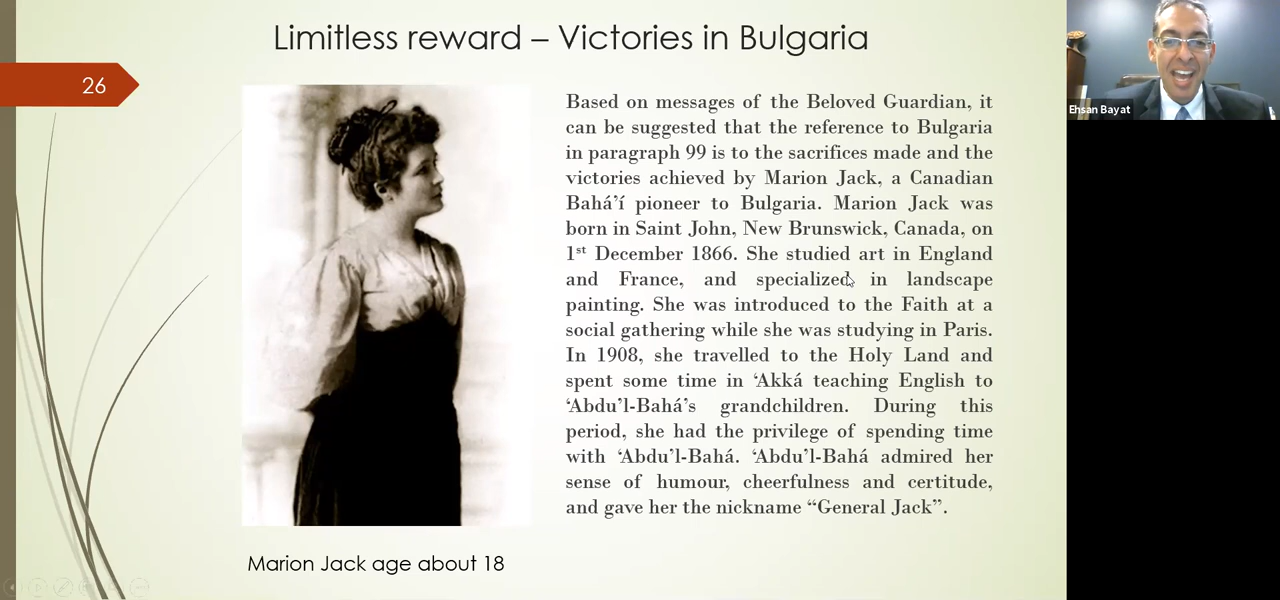 Limitless reward – Victories in Bulgaria
26
Based on messages of the Beloved Guardian, it
can be suggested that the reference to Bulgaria
in paragraph 99 is to the sacrifices made and the
victories achieved by Marion Jack, a Canadian
Bahá’í pioneer to Bulgaria. Marion Jack was
born in Saint John, New Brunswick, Canada, on
1st December 1866. She studied art in England
and France, and specialized in landscape
painting. She was introduced to the Faith at a
social gathering while she was studying in Paris.
In 1908, she travelled to the Holy Land and
spent some time in ‘Akká teaching English to
‘Abdu’l-Bahá’s grandchildren. During this
period, she had the privilege of spending time
with ‘Abdu’l-Bahá. ‘Abdu’l-Bahá admired her
sense of humour, cheerfulness and certitude,
and gave her the nickname “General Jack”.
Marion Jack age about 18
Ehsan Bayat